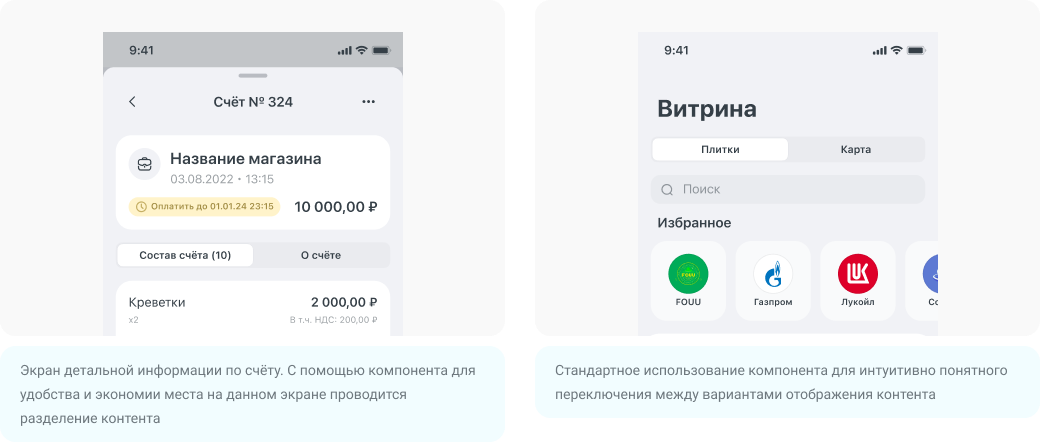 9:41
Счёт № 324
Название магазина
03.08.2022 • 13:15
Оплатить до 01.01.24 23:15
10 000,00 ₽
Состав счёта (10)
О счёте
Креветки
2 000,00 ₽
x2
В т.ч. НДС: 200,00 ₽
Экран детальной информации по счёту. С помощью компонента для
удобства и экономии места на данном экране проводится
разделение контента
9:41
Витрина
Плитки
Карта
Поиск
Избранное
FOUU
FOUU
Газпром
Лукойл
Со
Стандартное использование компонента для интуитивно понятного
переключения между вариантами отображения контента